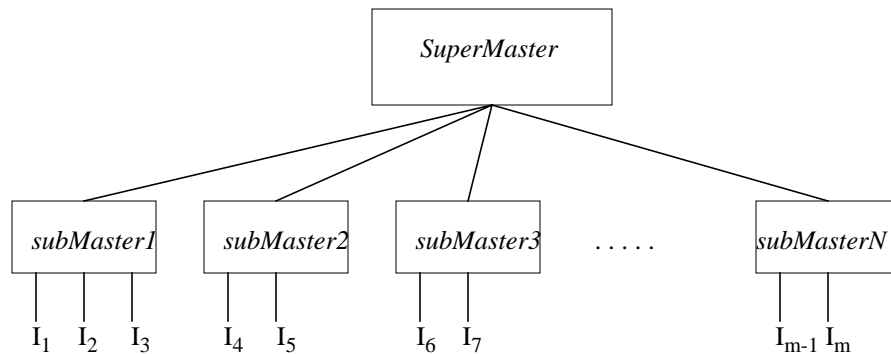 SuperMaster
subMaster1 subMaster2 subMaster3 . . . . . subMasterN
I1 I2 I3 I4 I5 I6 I7 Im-1 Im